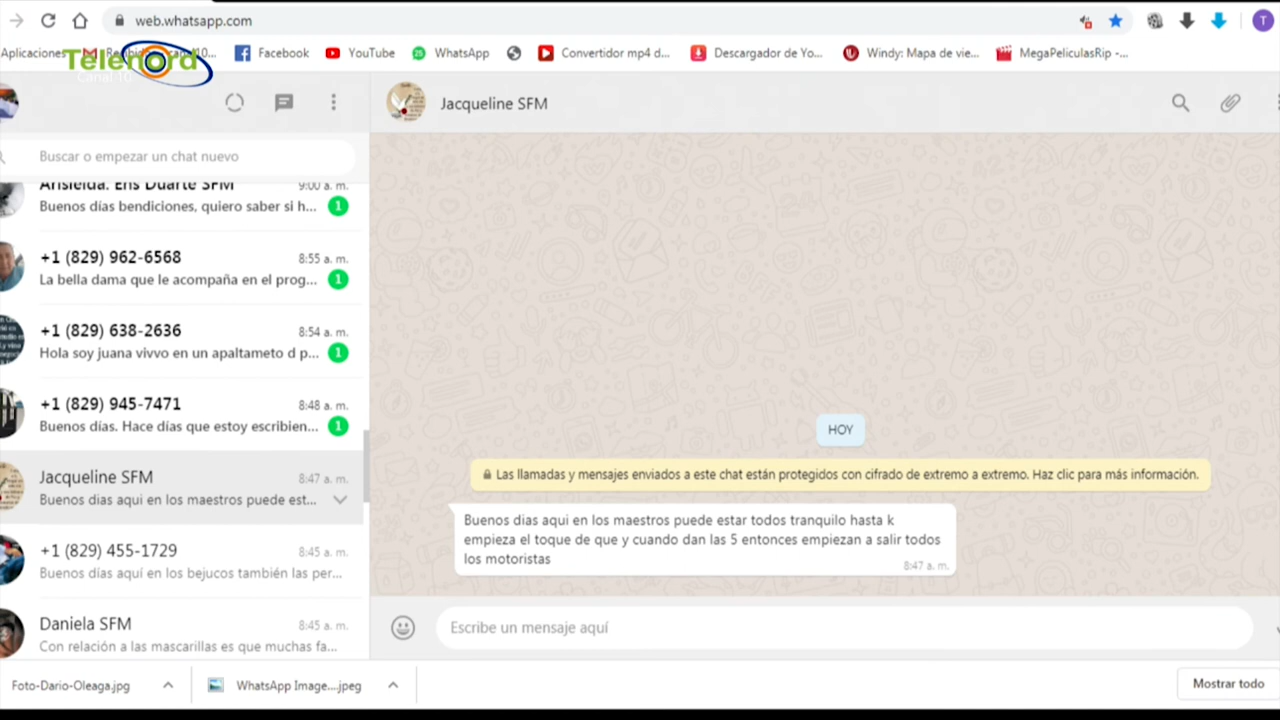 web.whatsapp.com
T
Aplicaciones
Facebook
YouTube
WhatsApp
Convertidor mp4 d...
Descargador de Yo...
Windy: Mapa de vie...
MegaPeliculasRip -...
Telenord
Canal 10
Jacqueline SFM
Buscar o empezar un chat nuevo
Duarte SFM
9:00 a. m.
Buenos días bendiciones, quiero saber si h...
1
+1 (829) 962-6568
8:55 a. m.
La bella dama que le acompaña en el prog...
1
+1 (829) 638-2636
8:54 a. m.
Hola soy juana vivvo en un apaltameto d p...
1
+1 (829) 945-7471
8:48 a. m.
Buenos días. Hace días que estoy escribien...
1
Jacqueline SFM
8:47 a. m.
Buenos dias aqui en los maestros puede est...
+1 (829) 455-1729
8:45 a. m.
Buenos días aquí en los bejucos también las per...
Daniela SFM
8:45 a. m.
Con relación a las mascarillas es que muchas fa...
HOY
Las llamadas y mensajes enviados a este chat están protegidos con cifrado de extremo a extremo. Haz clic para más información.
Buenos dias aqui en los maestros puede estar todos tranquilo hasta k
empieza el toque de que y cuando dan las 5 entonces empiezan a salir todos
los motoristas
8:47 a. m.
Escribe un mensaje aquí
Foto-Dario-Oleaga.jpg
WhatsApp Image....jpeg
Mostrar todo